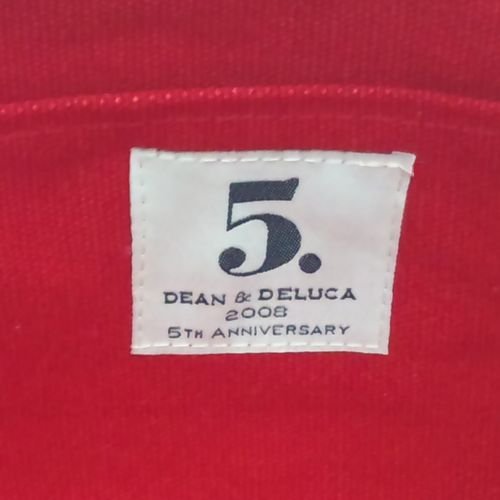 5.
DEAN & DELUCA
2008
5TH ANNIVERSARY